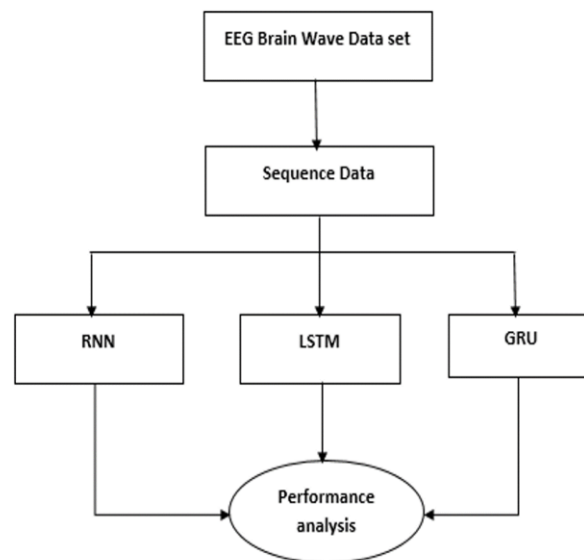 EEG Brain Wave Data set
Sequence Data
RNN
LSTM
GRU
Performance
analysis